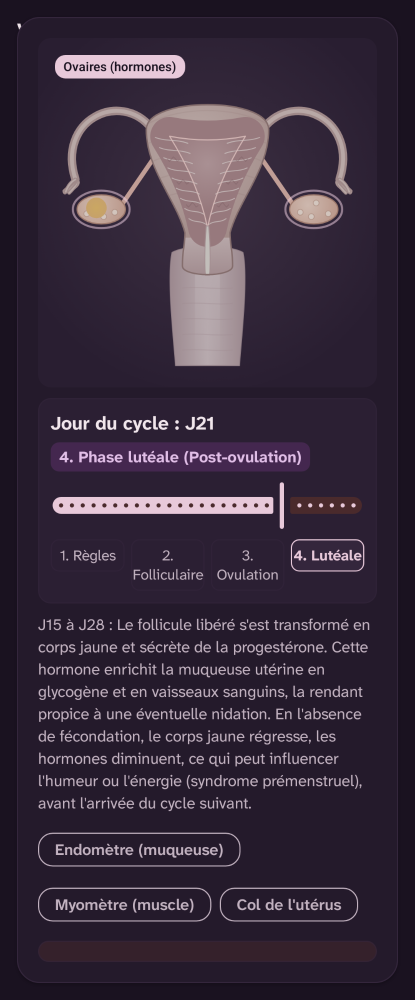 Ovaires (hormones)
Jour du cycle : J21
4. Phase lutéale (Post-ovulation)
1. Règles
2.
Folliculaire
3.
Ovulation
4. Lutéale
J15 à J28 : Le follicule libéré s'est transformé en
corps jaune et sécrète de la progestérone. Cette
hormone enrichit la muqueuse utérine en
glycogène et en vaisseaux sanguins, la rendant
propice à une éventuelle nidation. En l'absence
de fécondation, le corps jaune régresse, les
hormones diminuent, ce qui peut influencer
l'humeur ou l'énergie (syndrome prémenstruel),
avant l'arrivée du cycle suivant.
Endomètre (muqueuse)
Myomètre (muscle)
Col de l'utérus